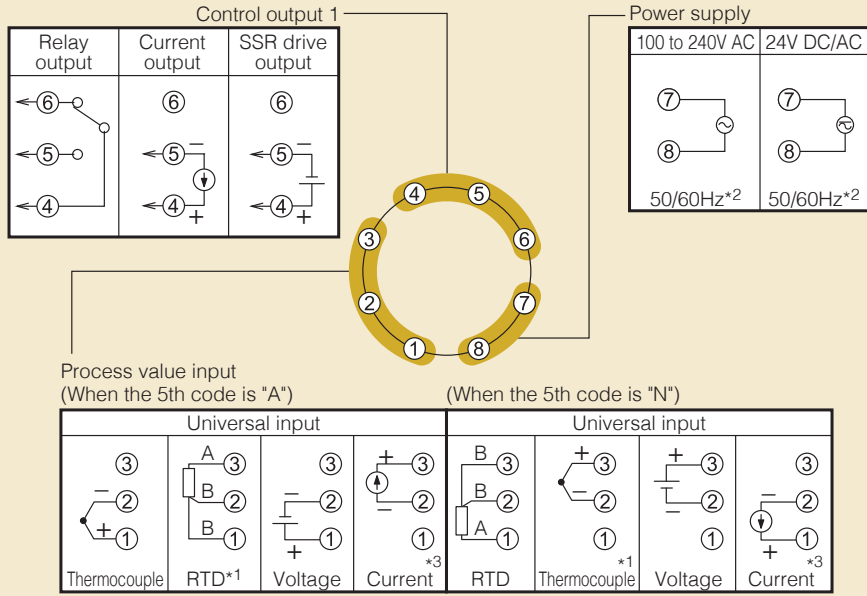 Control output 1
Relay output
Current output
SSR drive output
⑥ ⑥ ⑥
⑤ ⑤ − ⑤ −
④ ④ + ④ +
Power supply
100 to 240V AC 24V DC/AC
⑦ ⑦
⑧ ⑧
50/60Hz*2 50/60Hz*2
④ ⑤
③ ⑥
② ⑦
① ⑧
Process value input
(When the 5th code is "A")
(When the 5th code is "N")
Universal input Universal input
③ A ③ ③ + ③ B ③ + ③ + ③ ③
− ② B ② − ② − ② B ② − ② − ② − ②
+ ① B ① + ① ① A ① ① ① + ①
Thermocouple RTD*1 Voltage Current*3 RTD Thermocouple*1 Voltage Current*3